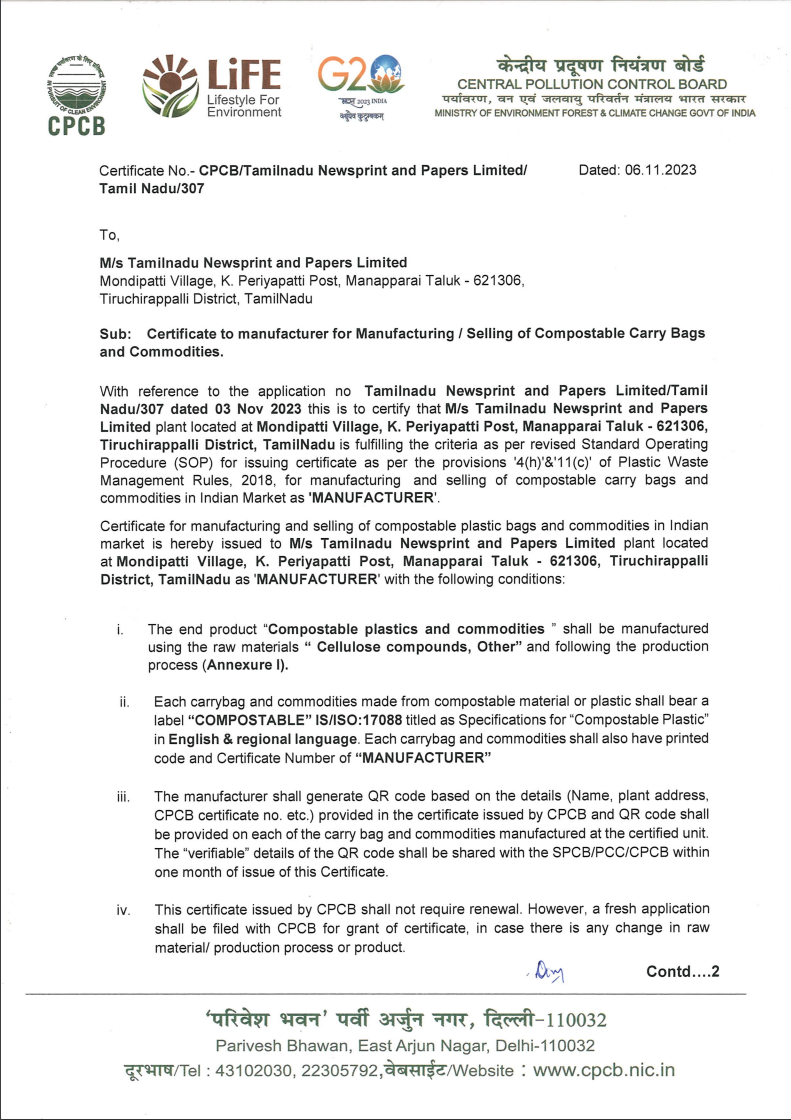 CPCB
LiFE
Lifestyle For
Environment
G20
भारत 2023 INDIA
वसुधैव कुटुम्बकम्
केन्द्रीय प्रदूषण नियंत्रण बोर्ड
CENTRAL POLLUTION CONTROL BOARD
पर्यावरण, वन एवं जलवायु परिवर्तन मंत्रालय भारत सरकार
MINISTRY OF ENVIRONMENT FOREST & CLIMATE CHANGE GOVT OF INDIA
Certificate No.- CPCB/Tamilnadu Newsprint and Papers Limited/ Dated: 06.11.2023
Tamil Nadu/307
To,
M/s Tamilnadu Newsprint and Papers Limited
Mondipatti Village, K. Periyapatti Post, Manapparai Taluk - 621306,
Tiruchirappalli District, TamilNadu
Sub: Certificate to manufacturer for Manufacturing / Selling of Compostable Carry Bags
and Commodities.
With reference to the application no Tamilnadu Newsprint and Papers Limited/Tamil
Nadu/307 dated 03 Nov 2023 this is to certify that M/s Tamilnadu Newsprint and Papers
Limited plant located at Mondipatti Village, K. Periyapatti Post, Manapparai Taluk - 621306,
Tiruchirappalli District, TamilNadu is fulfilling the criteria as per revised Standard Operating
Procedure (SOP) for issuing certificate as per the provisions '4(h)'&'11(c)' of Plastic Waste
Management Rules, 2018, for manufacturing and selling of compostable carry bags and
commodities in Indian Market as 'MANUFACTURER'.
Certificate for manufacturing and selling of compostable plastic bags and commodities in Indian
market is hereby issued to M/s Tamilnadu Newsprint and Papers Limited plant located
at Mondipatti Village, K. Periyapatti Post, Manapparai Taluk - 621306, Tiruchirappalli
District, TamilNadu as 'MANUFACTURER' with the following conditions:
i. The end product “Compostable plastics and commodities ” shall be manufactured
using the raw materials “ Cellulose compounds, Other” and following the production
process (Annexure I).
ii. Each carrybag and commodities made from compostable material or plastic shall bear a
label “COMPOSTABLE” IS/ISO:17088 titled as Specifications for “Compostable Plastic”
in English & regional language. Each carrybag and commodities shall also have printed
code and Certificate Number of “MANUFACTURER”
iii. The manufacturer shall generate QR code based on the details (Name, plant address,
CPCB certificate no. etc.) provided in the certificate issued by CPCB and QR code shall
be provided on each of the carry bag and commodities manufactured at the certified unit.
The “verifiable” details of the QR code shall be shared with the SPCB/PCC/CPCB within
one month of issue of this Certificate.
iv. This certificate issued by CPCB shall not require renewal. However, a fresh application
shall be filed with CPCB for grant of certificate, in case there is any change in raw
material/ production process or product.
Contd....2
‘परिवेश भवन’ पर्वी अर्जुन नगर, दिल्ली-110032
Parivesh Bhawan, East Arjun Nagar, Delhi-110032
दूरभाष/Tel : 43102030, 22305792,वेबसाईट/Website : www.cpcb.nic.in